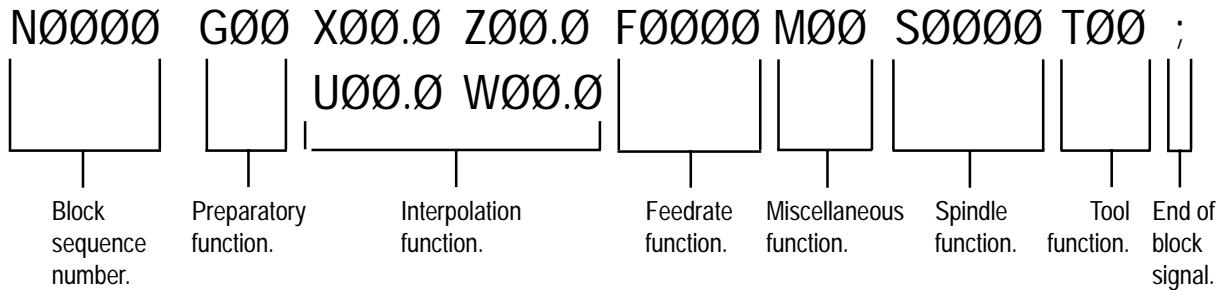 NØØØØ GØØ XØØ.Ø ZØØ.Ø FØØØØ MØØ SØØØØ TØØ ;
UØØ.Ø WØØ.Ø
Block sequence number.
Preparatory function.
Interpolation function.
Feedrate function.
Miscellaneous function.
Spindle function.
Tool function.
End of block signal.